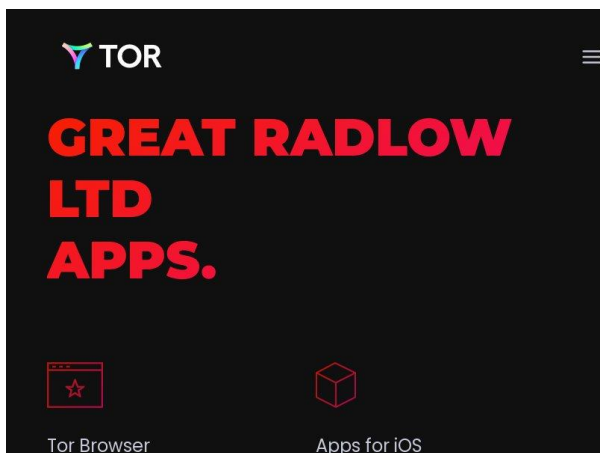 TOR
GREAT RADLOW
LTD
APPS.
Tor Browser
Apps for iOS